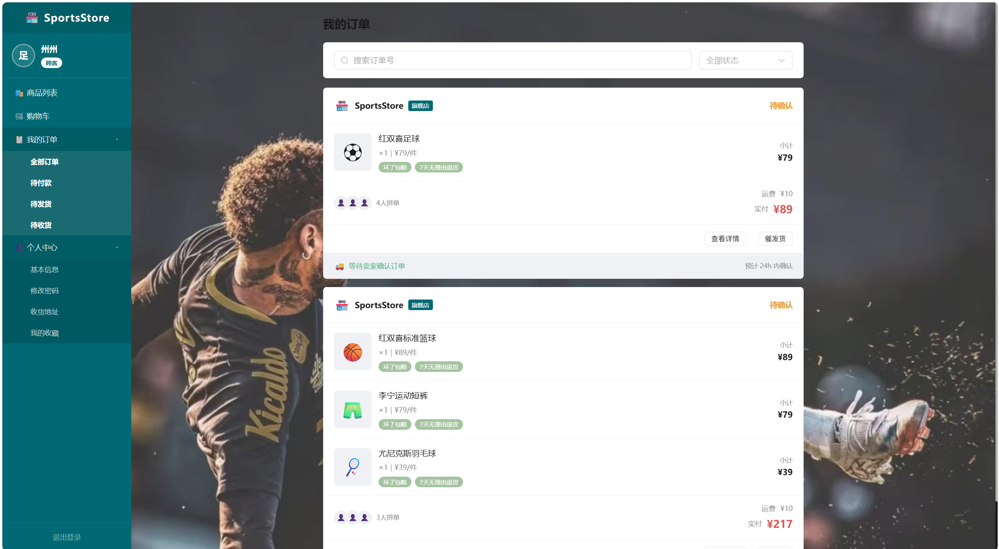 SportsStore
足
州州
顾客
商品列表
购物车
我的订单
全部订单
待付款
待发货
待收货
个人中心
基本信息
修改密码
收货地址
我的收藏
退出登录
我的订单
搜索订单号
全部状态
24 H
SportsStore 旗舰店
待确认
红双喜足球
×1 | ¥79/件
坏了包赔 7天无理由退货
小计
¥79
4人拼单
运费 ¥10
实付 ¥89
查看详情 催发货
等待卖家确认订单
预计 24h 内确认
24 H
SportsStore 旗舰店
待确认
红双喜标准篮球
×1 | ¥89/件
坏了包赔 7天无理由退货
小计
¥89
李宁运动短裤
×1 | ¥79/件
坏了包赔 7天无理由退货
小计
¥79
尤尼克斯羽毛球
×1 | ¥39/件
坏了包赔 7天无理由退货
小计
¥39
3人拼单
运费 ¥10
实付 ¥217
Kicaldo
Canção